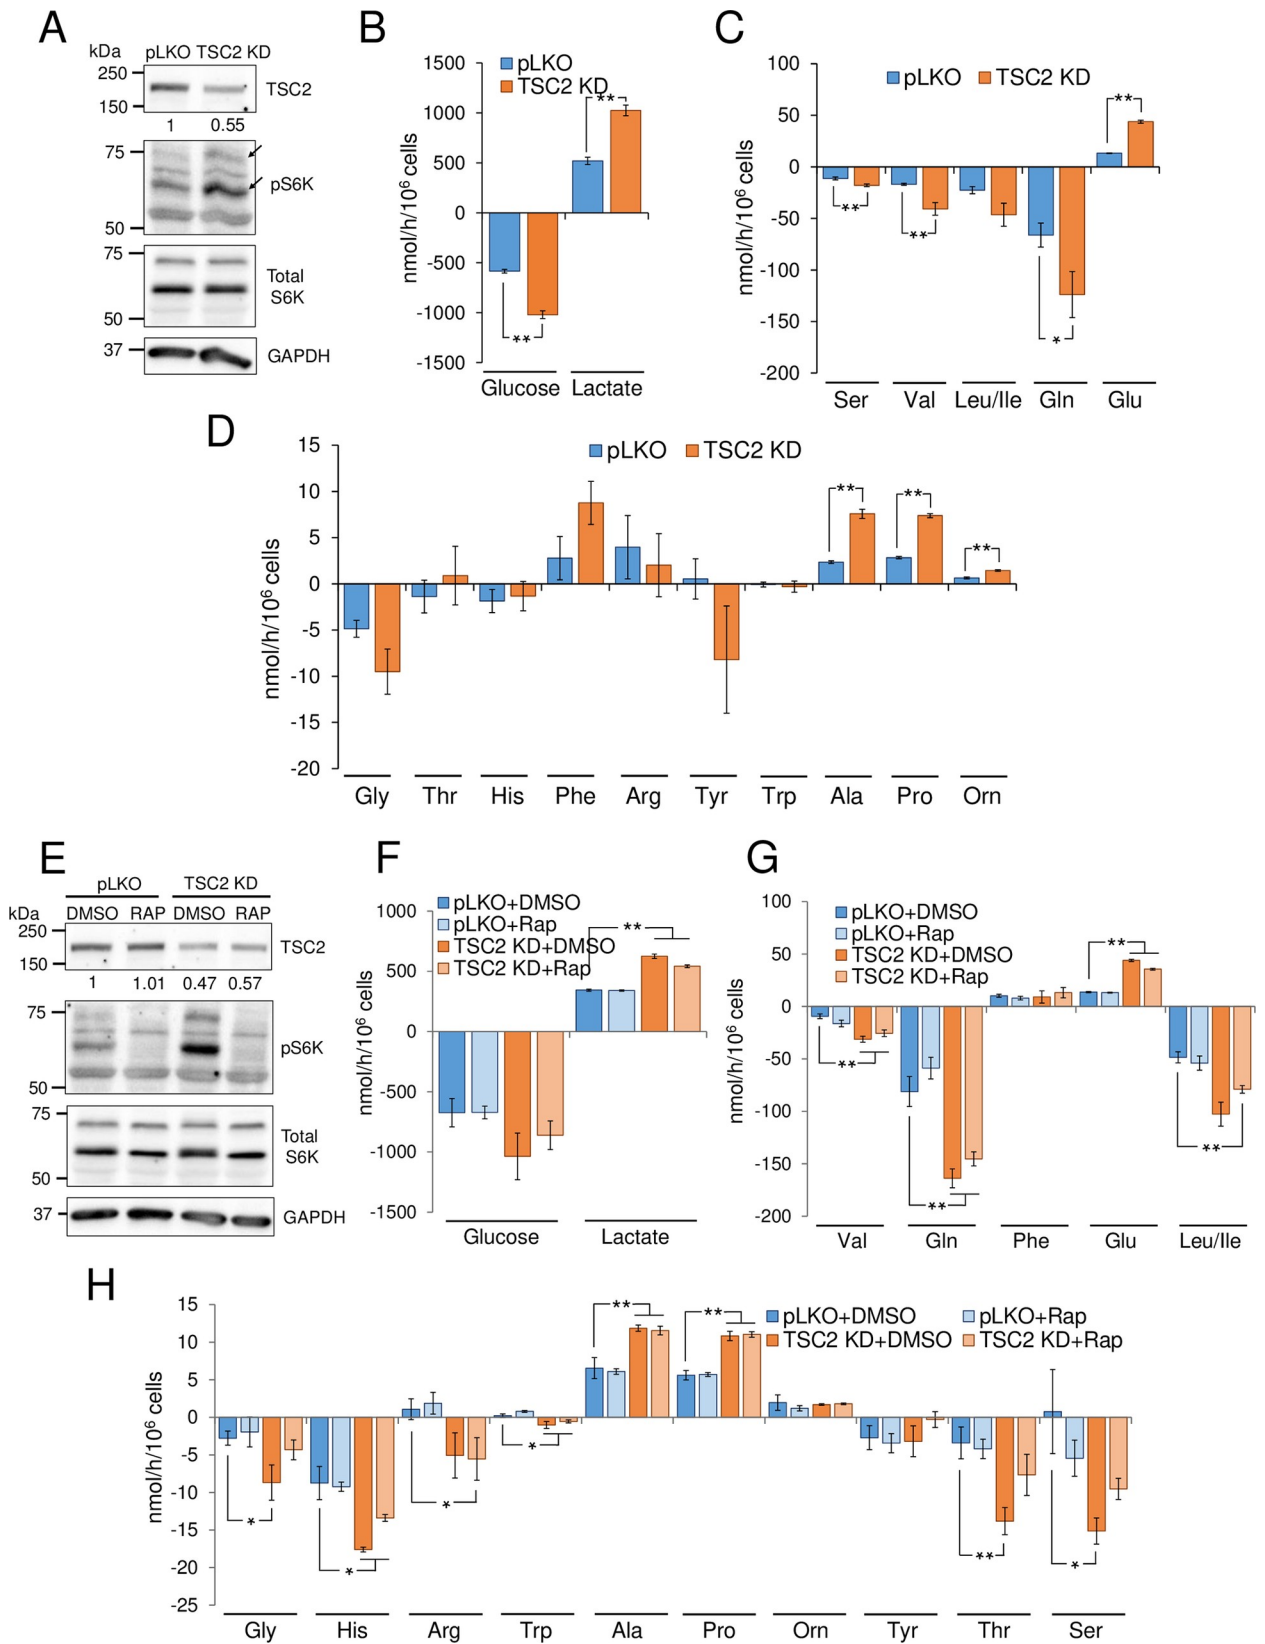 A
kDa
pLKO TSC2 KD
250
150
TSC2
1 0.55
75
50
pS6K
75
50
Total
S6K
37
GAPDH
B
pLKO
TSC2 KD
1500
1000
500
0
-500
-1000
-1500
nmol/h/10⁶ cells
**
**
Glucose Lactate
C
pLKO TSC2 KD
100
50
0
-50
-100
-150
-200
nmol/h/10⁶ cells
**
**
*
**
Ser Val Leu/Ile Gln Glu
D
pLKO TSC2 KD
15
10
5
0
-5
-10
-15
-20
nmol/h/10⁶ cells
** ** **
Gly Thr His Phe Arg Tyr Trp Ala Pro Orn
E
pLKO TSC2 KD
kDa
DMSO RAP DMSO RAP
250
150
TSC2
1 1.01 0.47 0.57
75
50
pS6K
75
50
Total
S6K
37
GAPDH
F
pLKO+DMSO
pLKO+Rap
TSC2 KD+DMSO
TSC2 KD+Rap
1000
500
0
-500
-1000
-1500
nmol/h/10⁶ cells
**
Glucose Lactate
G
pLKO+DMSO
pLKO+Rap
TSC2 KD+DMSO
TSC2 KD+Rap
100
50
0
-50
-100
-150
-200
nmol/h/10⁶ cells
**
**
**
**
Val Gln Phe Glu Leu/Ile
H
pLKO+DMSO pLKO+Rap
TSC2 KD+DMSO TSC2 KD+Rap
15
10
5
0
-5
-10
-15
-20
-25
nmol/h/10⁶ cells
*
*
*
*
**
**
**
*
Gly His Arg Trp Ala Pro Orn Tyr Thr Ser